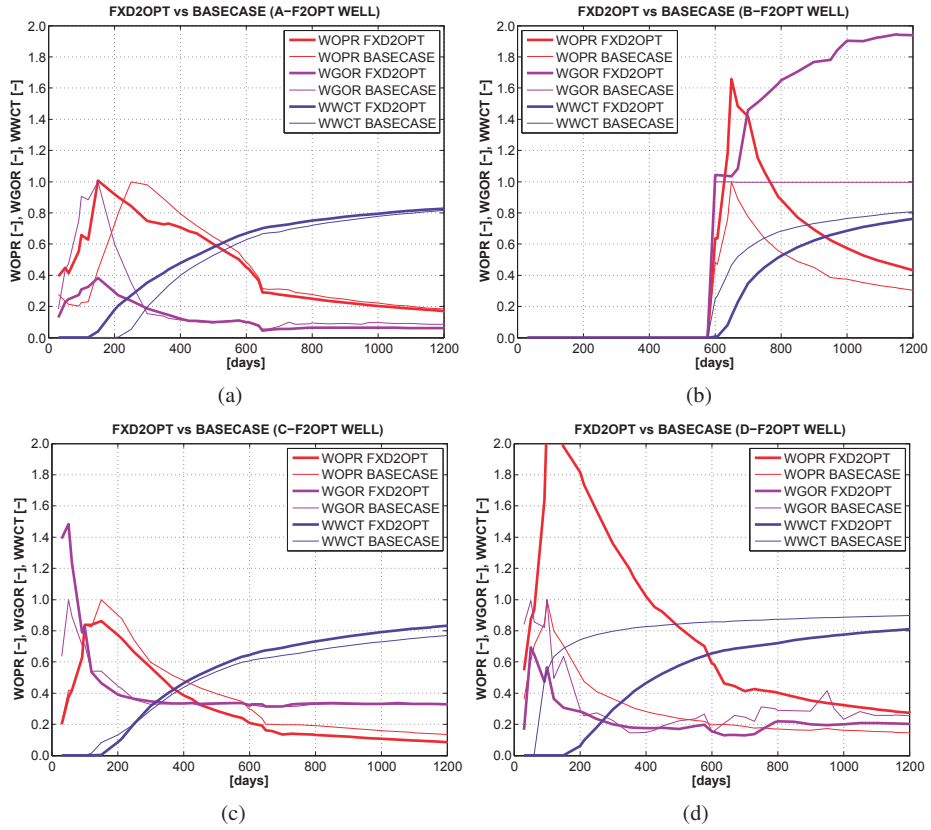 FXD2OPT vs BASECASE (A−F2OPT WELL)
WOPR [−], WGOR [−], WWCT [−]
2.0
1.8
1.6
1.4
1.2
1.0
0.8
0.6
0.4
0.2
0.0
WOPR FXD2OPT
WOPR BASECASE
WGOR FXD2OPT
WGOR BASECASE
WWCT FXD2OPT
WWCT BASECASE
0 200 400 600 800 1000 1200
[days]
(a)
FXD2OPT vs BASECASE (B−F2OPT WELL)
WOPR [−], WGOR [−], WWCT [−]
2.0
1.8
1.6
1.4
1.2
1.0
0.8
0.6
0.4
0.2
0.0
WOPR FXD2OPT
WOPR BASECASE
WGOR FXD2OPT
WGOR BASECASE
WWCT FXD2OPT
WWCT BASECASE
0 200 400 600 800 1000 1200
[days]
(b)
FXD2OPT vs BASECASE (C−F2OPT WELL)
WOPR [−], WGOR [−], WWCT [−]
2.0
1.8
1.6
1.4
1.2
1.0
0.8
0.6
0.4
0.2
0.0
WOPR FXD2OPT
WOPR BASECASE
WGOR FXD2OPT
WGOR BASECASE
WWCT FXD2OPT
WWCT BASECASE
0 200 400 600 800 1000 1200
[days]
(c)
FXD2OPT vs BASECASE (D−F2OPT WELL)
WOPR [−], WGOR [−], WWCT [−]
2.0
1.8
1.6
1.4
1.2
1.0
0.8
0.6
0.4
0.2
0.0
WOPR FXD2OPT
WOPR BASECASE
WGOR FXD2OPT
WGOR BASECASE
WWCT FXD2OPT
WWCT BASECASE
0 200 400 600 800 1000 1200
[days]
(d)